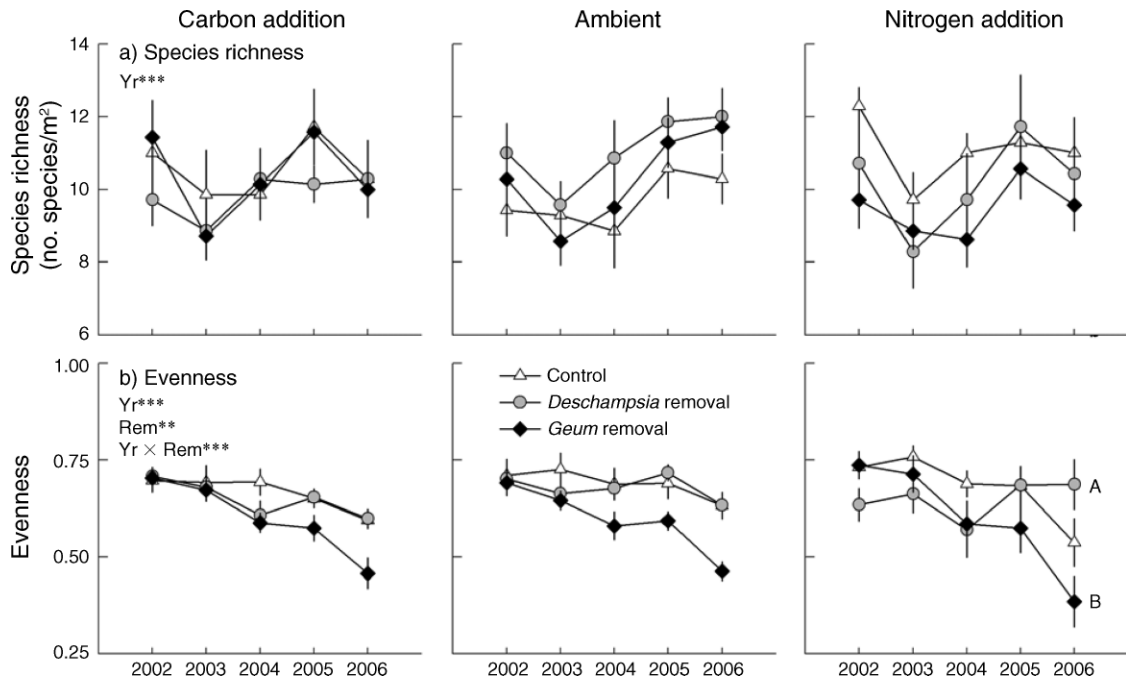 Carbon addition
Ambient
Nitrogen addition
Species richness
(no. species/m²)
14
12
10
8
6
a) Species richness
Yr***
Evenness
1.00
0.75
0.50
0.25
b) Evenness
Yr***
Rem**
Yr × Rem***
Control
Deschampsia removal
Geum removal
A
B
2002 2003 2004 2005 2006
2002 2003 2004 2005 2006
2002 2003 2004 2005 2006